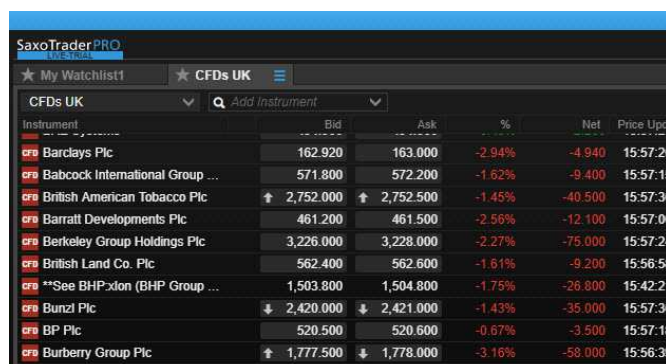 SaxoTraderPRO
LIVE-TRIAL
My Watchlist1 CFDs UK
CFDs UK Add Instrument
Instrument Bid Ask % Net Price Upd
CFD Barclays Plc 162.920 163.000 -2.94% -4.940 15:57:2
CFD Babcock International Group ... 571.800 572.200 -1.62% -9.400 15:57:1
CFD British American Tobacco Plc 2,752.000 2,752.500 -1.45% -40.500 15:57:3
CFD Barratt Developments Plc 461.200 461.500 -2.56% -12.100 15:57:0
CFD Berkeley Group Holdings Plc 3,226.000 3,228.000 -2.27% -75.000 15:57:2
CFD British Land Co. Plc 562.400 562.600 -1.61% -9.200 15:56:5
CFD **See BHP:xlon (BHP Group ... 1,503.800 1,504.800 -1.75% -26.800 15:42:2
CFD Bunzl Plc 2,420.000 2,421.000 -1.43% -35.000 15:57:3
CFD BP Plc 520.500 520.600 -0.67% -3.500 15:57:1
CFD Burberry Group Plc 1,777.500 1,778.000 -3.16% -58.000 15:56:3